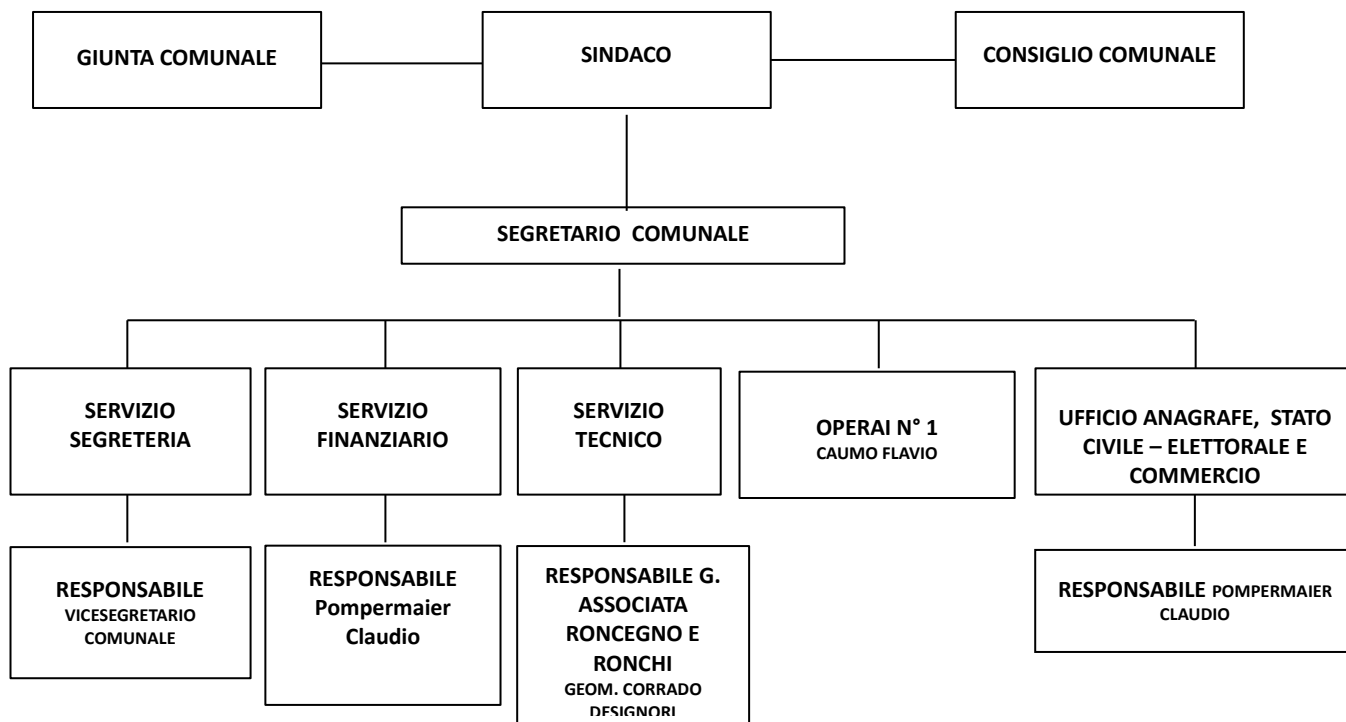 GIUNTA COMUNALE
SINDACO
CONSIGLIO COMUNALE
SEGRETARIO COMUNALE
SERVIZIO
SEGRETERIA
SERVIZIO
FINANZIARIO
SERVIZIO
TECNICO
OPERAI N° 1
CAUMO FLAVIO
UFFICIO ANAGRAFE, STATO
CIVILE – ELETTORALE E
COMMERCIO
RESPONSABILE
VICESEGRETARIO
COMUNALE
RESPONSABILE
Pompermaier
Claudio
RESPONSABILE G.
ASSOCIATA
RONCEGNO E
RONCHI
GEOM. CORRADO
DESIGNORI
RESPONSABILE POMPERMAIER
CLAUDIO